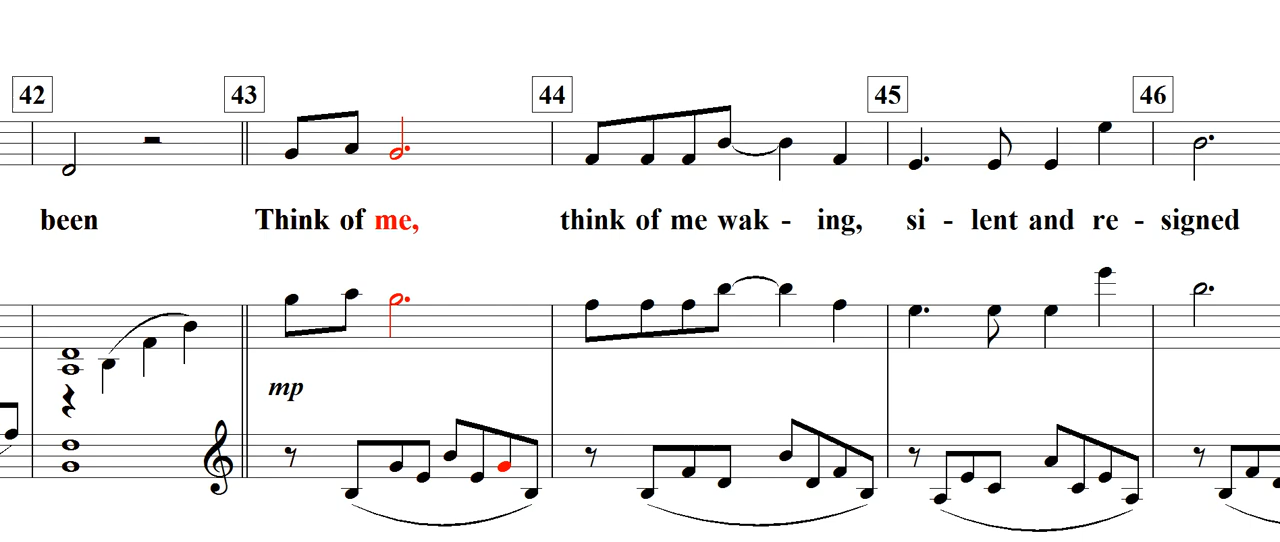 42 43 44 45 46
been Think of me, think of me wak - ing, si - lent and re - signed
mp